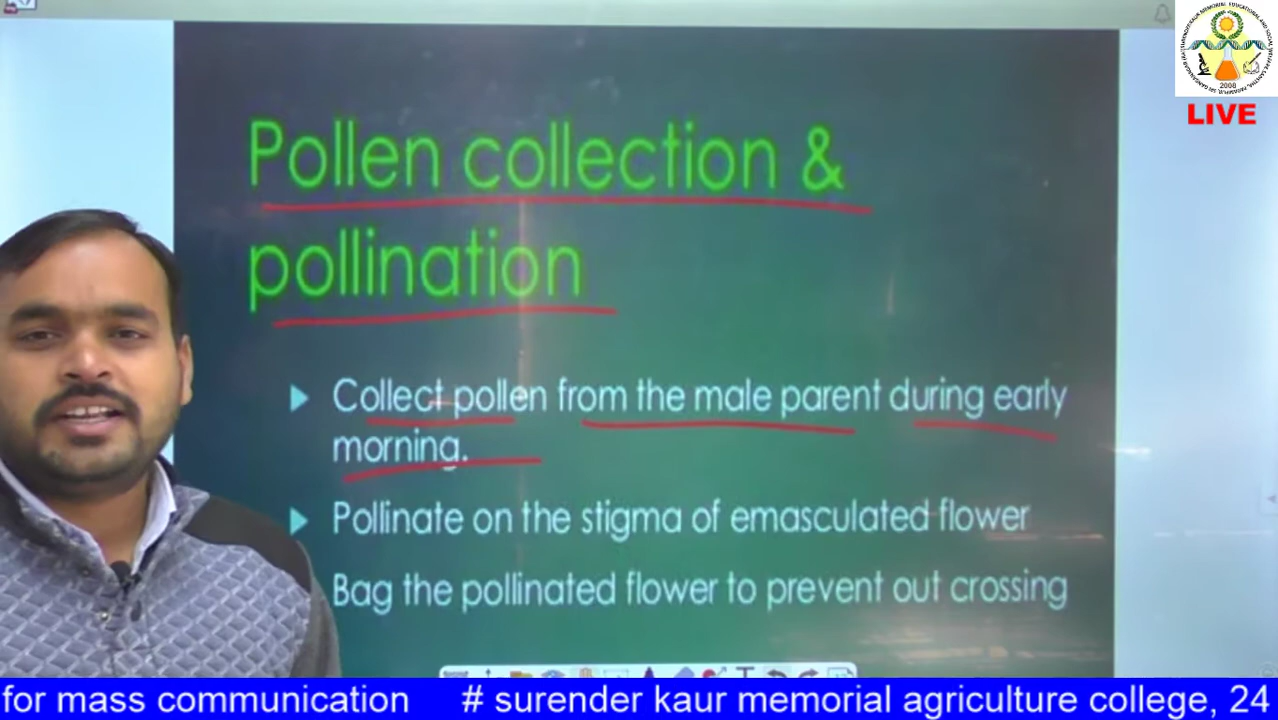 LIVE
Pollen collection &
pollination
Collect pollen from the male parent during early
morning.
Pollinate on the stigma of emasculated flower
Bag the pollinated flower to prevent out crossing
2008
for mass communication # surender kaur memorial agriculture college, 24